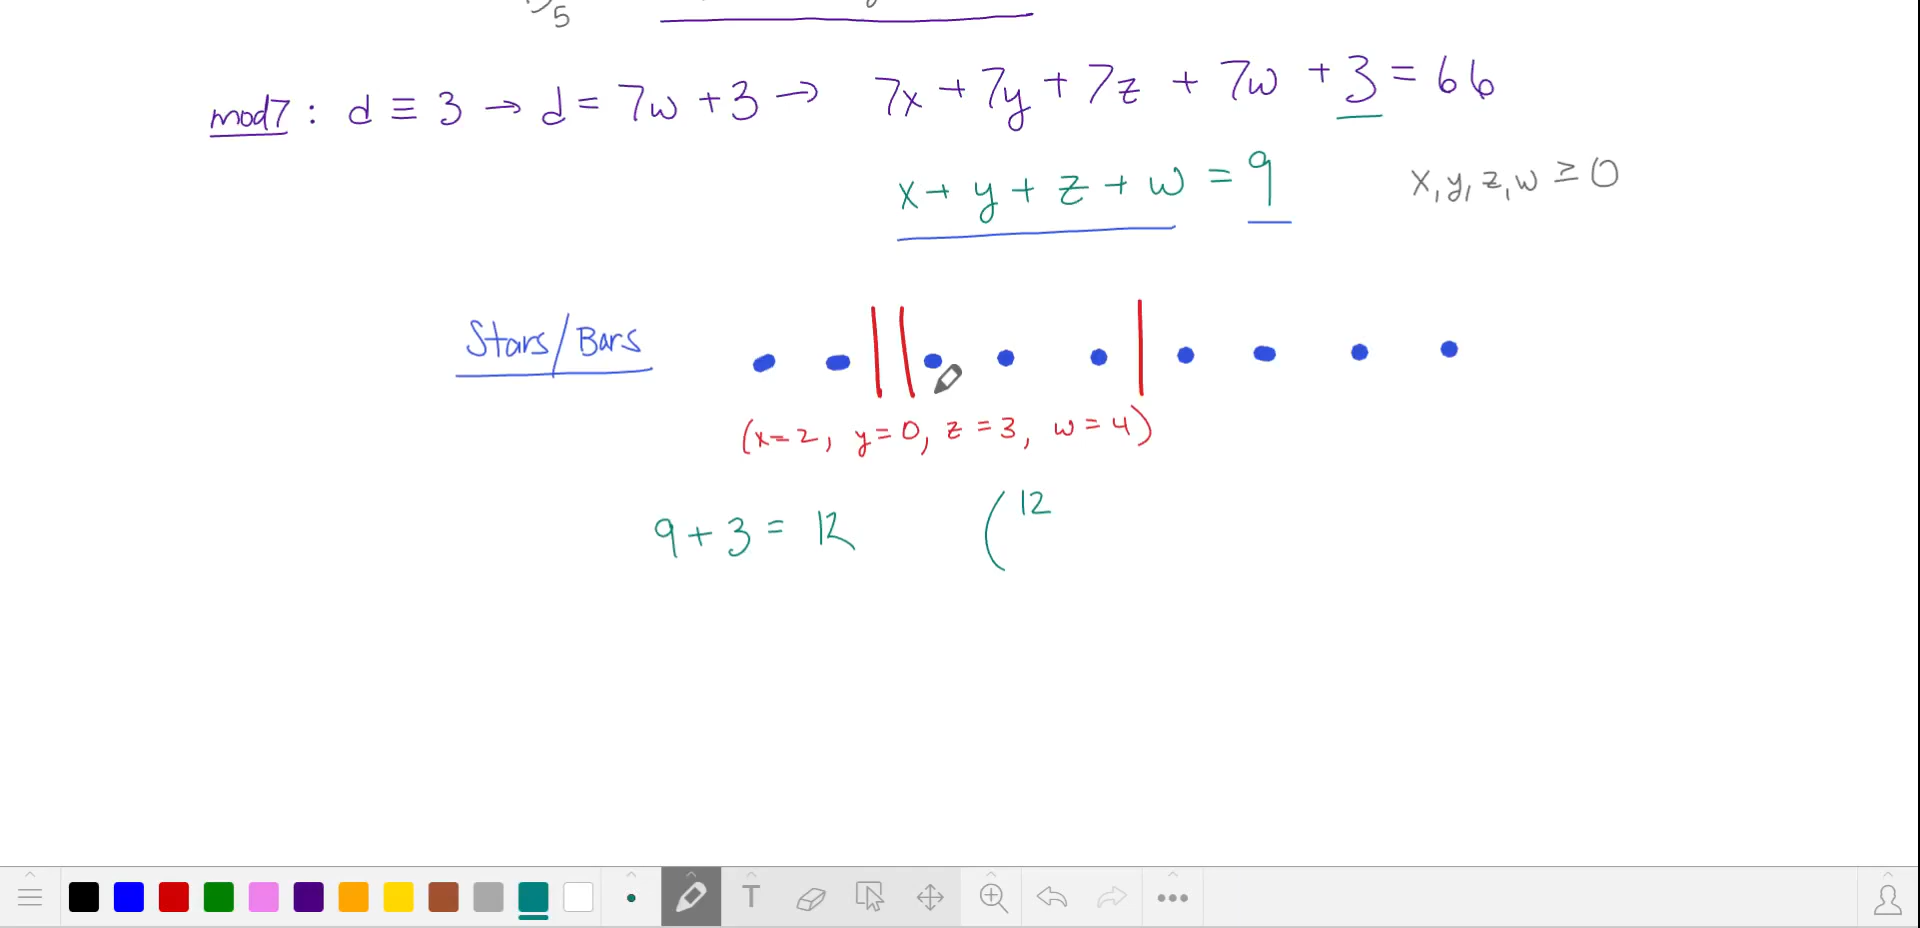 5
mod7 : d ≡ 3 → d = 7w + 3 → 7x + 7y + 7z + 7w + 3 = 66
x + y + z + w = 9
x, y, z, w ≥ 0
Stars/Bars
(x=2, y=0, z=3, w=4)
9 + 3 = 12
(12
T